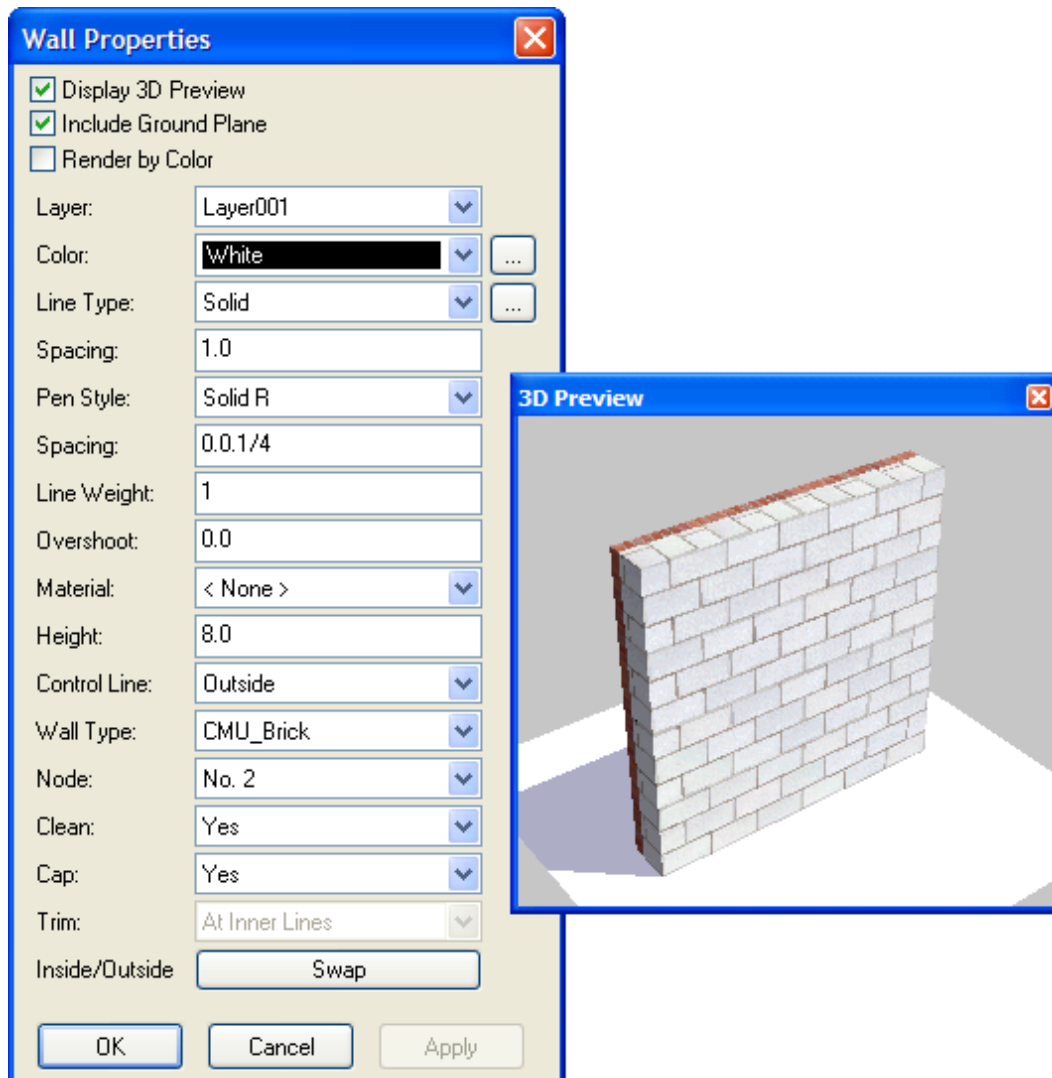 Wall Properties
Display 3D Preview
Include Ground Plane
Render by Color
Layer: Layer001
Color: White ...
Line Type: Solid ...
Spacing: 1.0
Pen Style: Solid R
Spacing: 0.0.1/4
Line Weight: 1
Overshoot: 0.0
Material: < None >
Height: 8.0
Control Line: Outside
Wall Type: CMU_Brick
Node: No. 2
Clean: Yes
Cap: Yes
Trim: At Inner Lines
Inside/Outside Swap
OK Cancel Apply
3D Preview